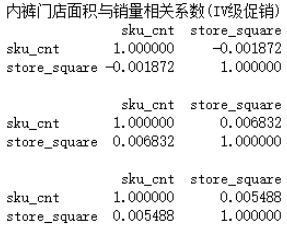 内裤门店面积与销量相关系数(IV级促销)
sku_cnt store_square
sku_cnt 1.000000 -0.001872
store_square -0.001872 1.000000
sku_cnt store_square
sku_cnt 1.000000 0.006832
store_square 0.006832 1.000000
sku_cnt store_square
sku_cnt 1.000000 0.005488
store_square 0.005488 1.000000